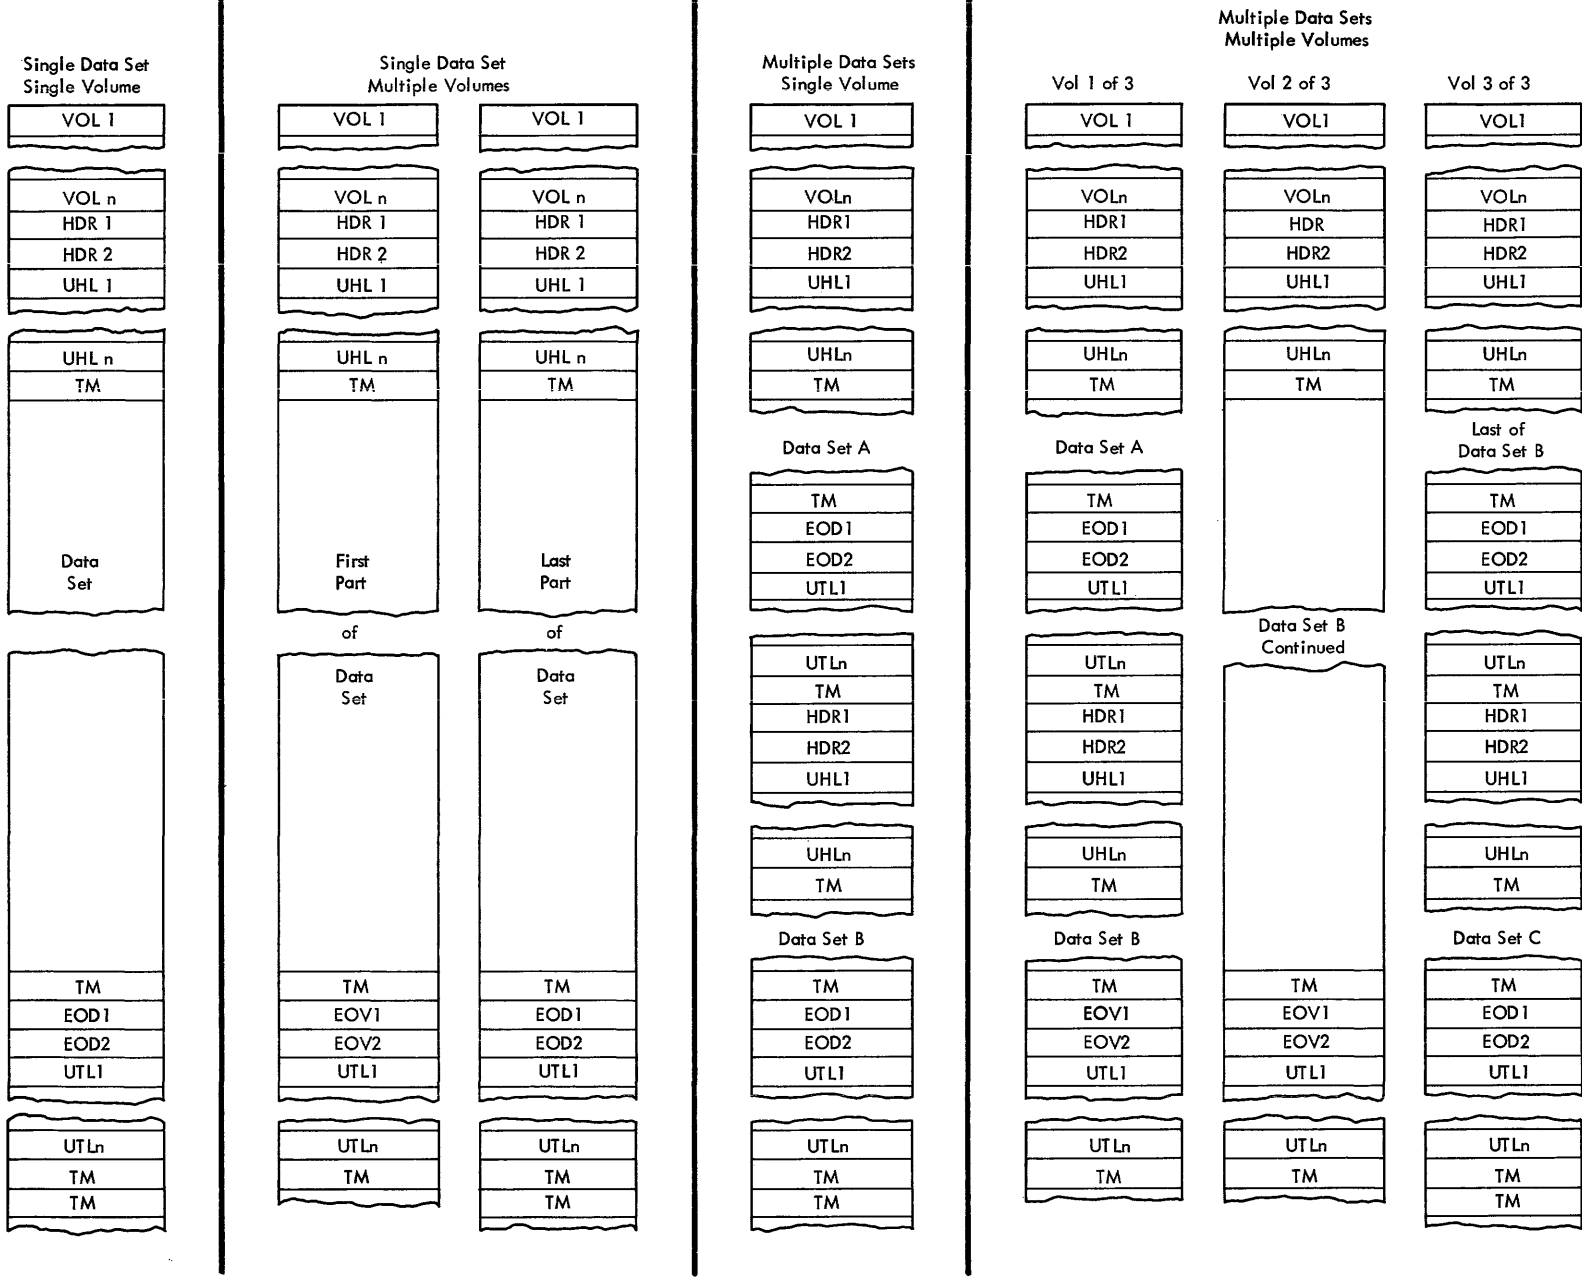 Single Data Set
Single Volume
VOL 1
VOL n
HDR 1
HDR 2
UHL 1
UHL n
TM
Data
Set
TM
EOD1
EOD2
UTL1
UTLn
TM
TM
Single Data Set
Multiple Volumes
VOL 1
VOL n
HDR 1
HDR 2
UHL 1
UHL n
TM
First
Part
of
Data
Set
TM
EOV1
EOV2
UTL1
UTLn
TM
VOL 1
VOL n
HDR 1
HDR 2
UHL 1
UHL n
TM
Last
Part
of
Data
Set
TM
EOD1
EOD2
UTL1
UTLn
TM
TM
Multiple Data Sets
Single Volume
VOL 1
VOLn
HDR1
HDR2
UHL1
UHLn
TM
Data Set A
TM
EOD1
EOD2
UTL1
UTLn
TM
HDR1
HDR2
UHL1
UHLn
TM
Data Set B
TM
EOD1
EOD2
UTL1
UTLn
TM
TM
Multiple Data Sets
Multiple Volumes
Vol 1 of 3
VOL 1
VOLn
HDR1
HDR2
UHL1
UHLn
TM
Data Set A
TM
EOD1
EOD2
UTL1
UTLn
TM
HDR1
HDR2
UHL1
UHLn
TM
Data Set B
TM
EOV1
EOV2
UTL1
UTLn
TM
Vol 2 of 3
VOL1
VOLn
HDR
HDR2
UHL1
UHLn
TM
Data Set B
Continued
TM
EOV1
EOV2
UTL1
UTLn
TM
Vol 3 of 3
VOL1
VOLn
HDR1
HDR2
UHL1
UHLn
TM
Last of
Data Set B
TM
EOD1
EOD2
UTL1
UTLn
TM
HDR1
HDR2
UHL1
UHLn
TM
Data Set C
TM
EOD1
EOD2
UTL1
UTLn
TM
TM